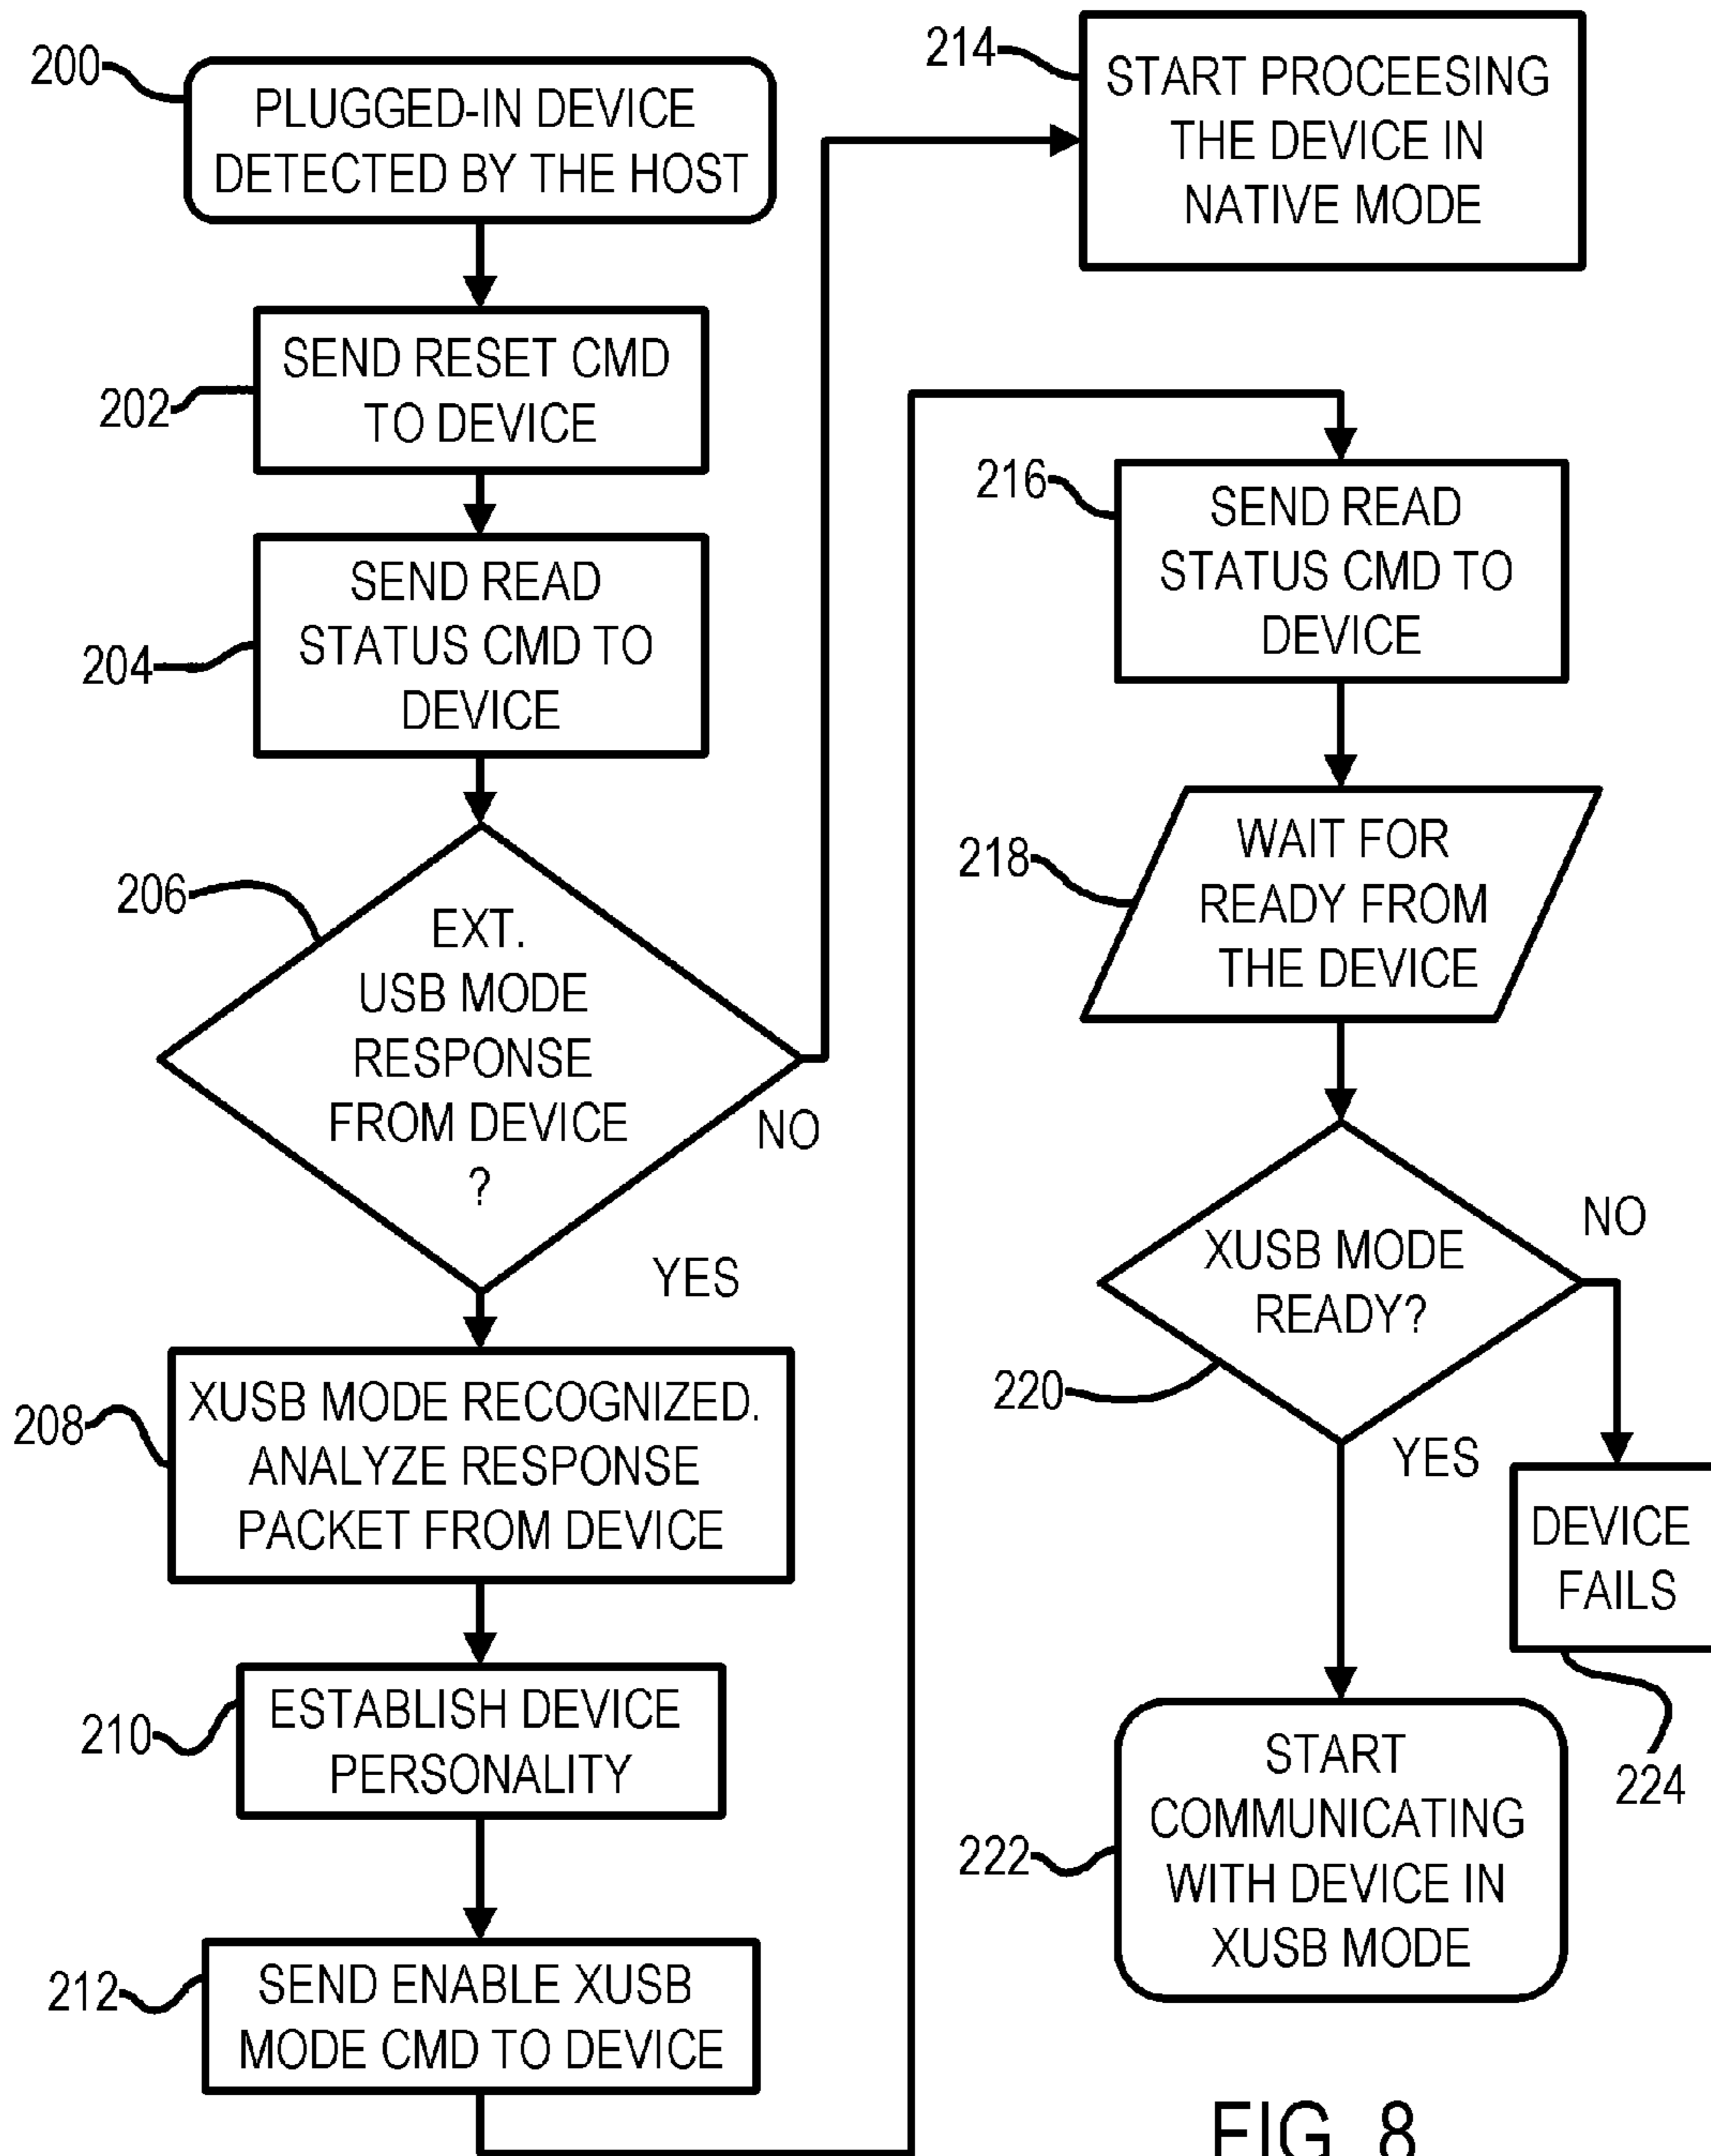 200
PLUGGED-IN DEVICE
DETECTED BY THE HOST
202
SEND RESET CMD
TO DEVICE
204
SEND READ
STATUS CMD TO
DEVICE
206
EXT.
USB MODE
RESPONSE
FROM DEVICE
?
NO
YES
208
XUSB MODE RECOGNIZED.
ANALYZE RESPONSE
PACKET FROM DEVICE
210
ESTABLISH DEVICE
PERSONALITY
212
SEND ENABLE XUSB
MODE CMD TO DEVICE
214
START PROCEESING
THE DEVICE IN
NATIVE MODE
216
SEND READ
STATUS CMD TO
DEVICE
218
WAIT FOR
READY FROM
THE DEVICE
220
XUSB MODE
READY?
NO
YES
DEVICE
FAILS
224
222
START
COMMUNICATING
WITH DEVICE IN
XUSB MODE
FIG. 8